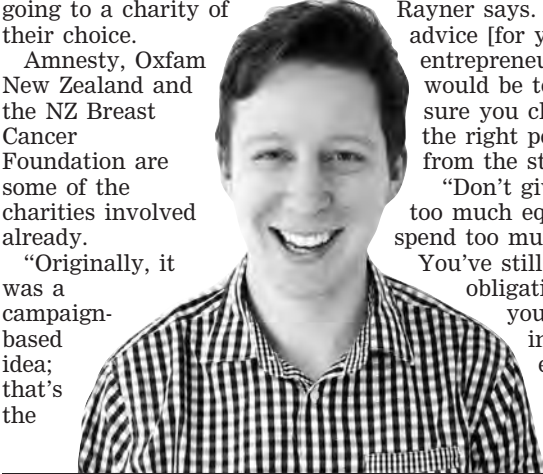 going to a charity of
their choice.
Amnesty, Oxfam
New Zealand and
the NZ Breast
Cancer
Foundation are
some of the
charities involved
already.
“Originally, it
was a
campaign-
based
idea;
that's
the
Rayner says.
advice [for y
entrepreneu
would be to
sure you ch
the right pe
from the st
“Don't giv
too much eq
spend too mu
You've still
obligati
you
in
e